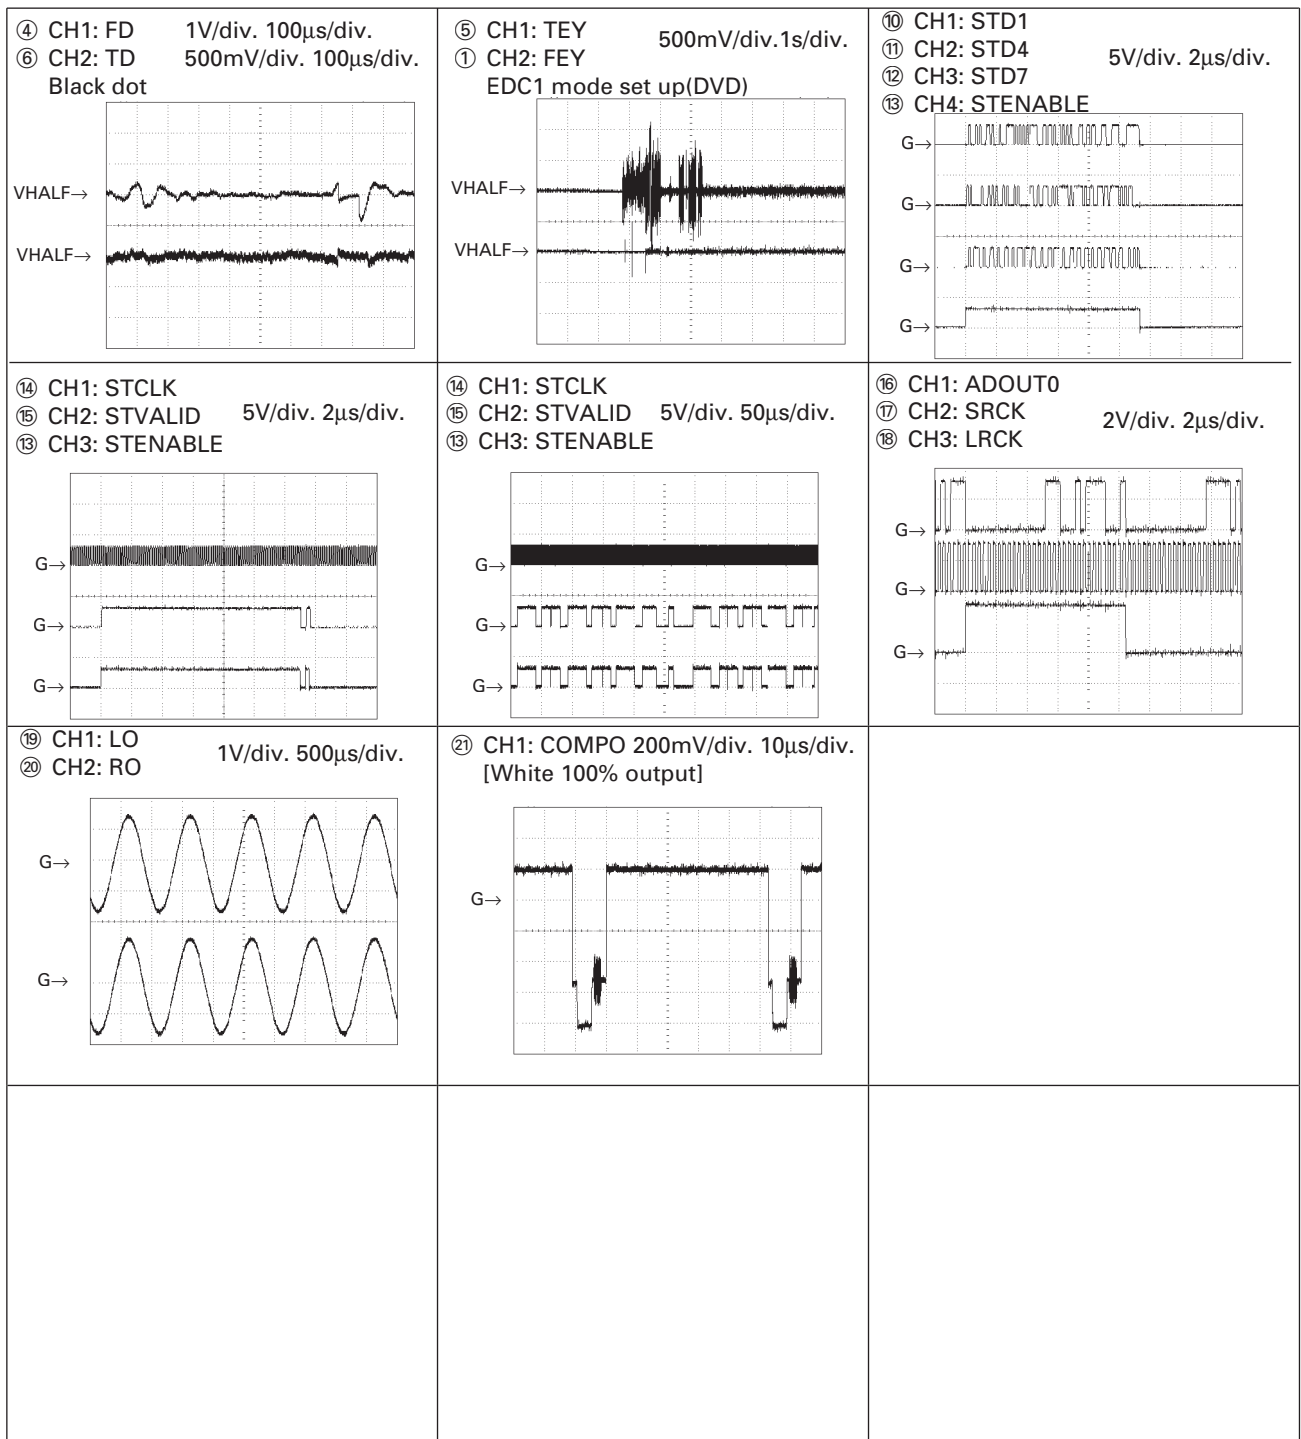 ④ CH1: FD 1V/div. 100μs/div.
⑥ CH2: TD 500mV/div. 100μs/div.
Black dot
VHALF→
VHALF→
⑤ CH1: TEY
500mV/div.1s/div.
① CH2: FEY
EDC1 mode set up(DVD)
VHALF→
VHALF→
⑩ CH1: STD1
⑪ CH2: STD4
5V/div. 2μs/div.
⑫ CH3: STD7
⑬ CH4: STENABLE
G→
G→
G→
G→
⑭ CH1: STCLK
⑮ CH2: STVALID 5V/div. 2μs/div.
⑬ CH3: STENABLE
G→
G→
G→
⑭ CH1: STCLK
⑮ CH2: STVALID 5V/div. 50μs/div.
⑬ CH3: STENABLE
G→
G→
G→
⑯ CH1: ADOUT0
⑰ CH2: SRCK
2V/div. 2μs/div.
⑱ CH3: LRCK
G→
G→
G→
⑲ CH1: LO
1V/div. 500μs/div.
⑳ CH2: RO
G→
G→
㉑ CH1: COMPO 200mV/div. 10μs/div.
[White 100% output]
G→